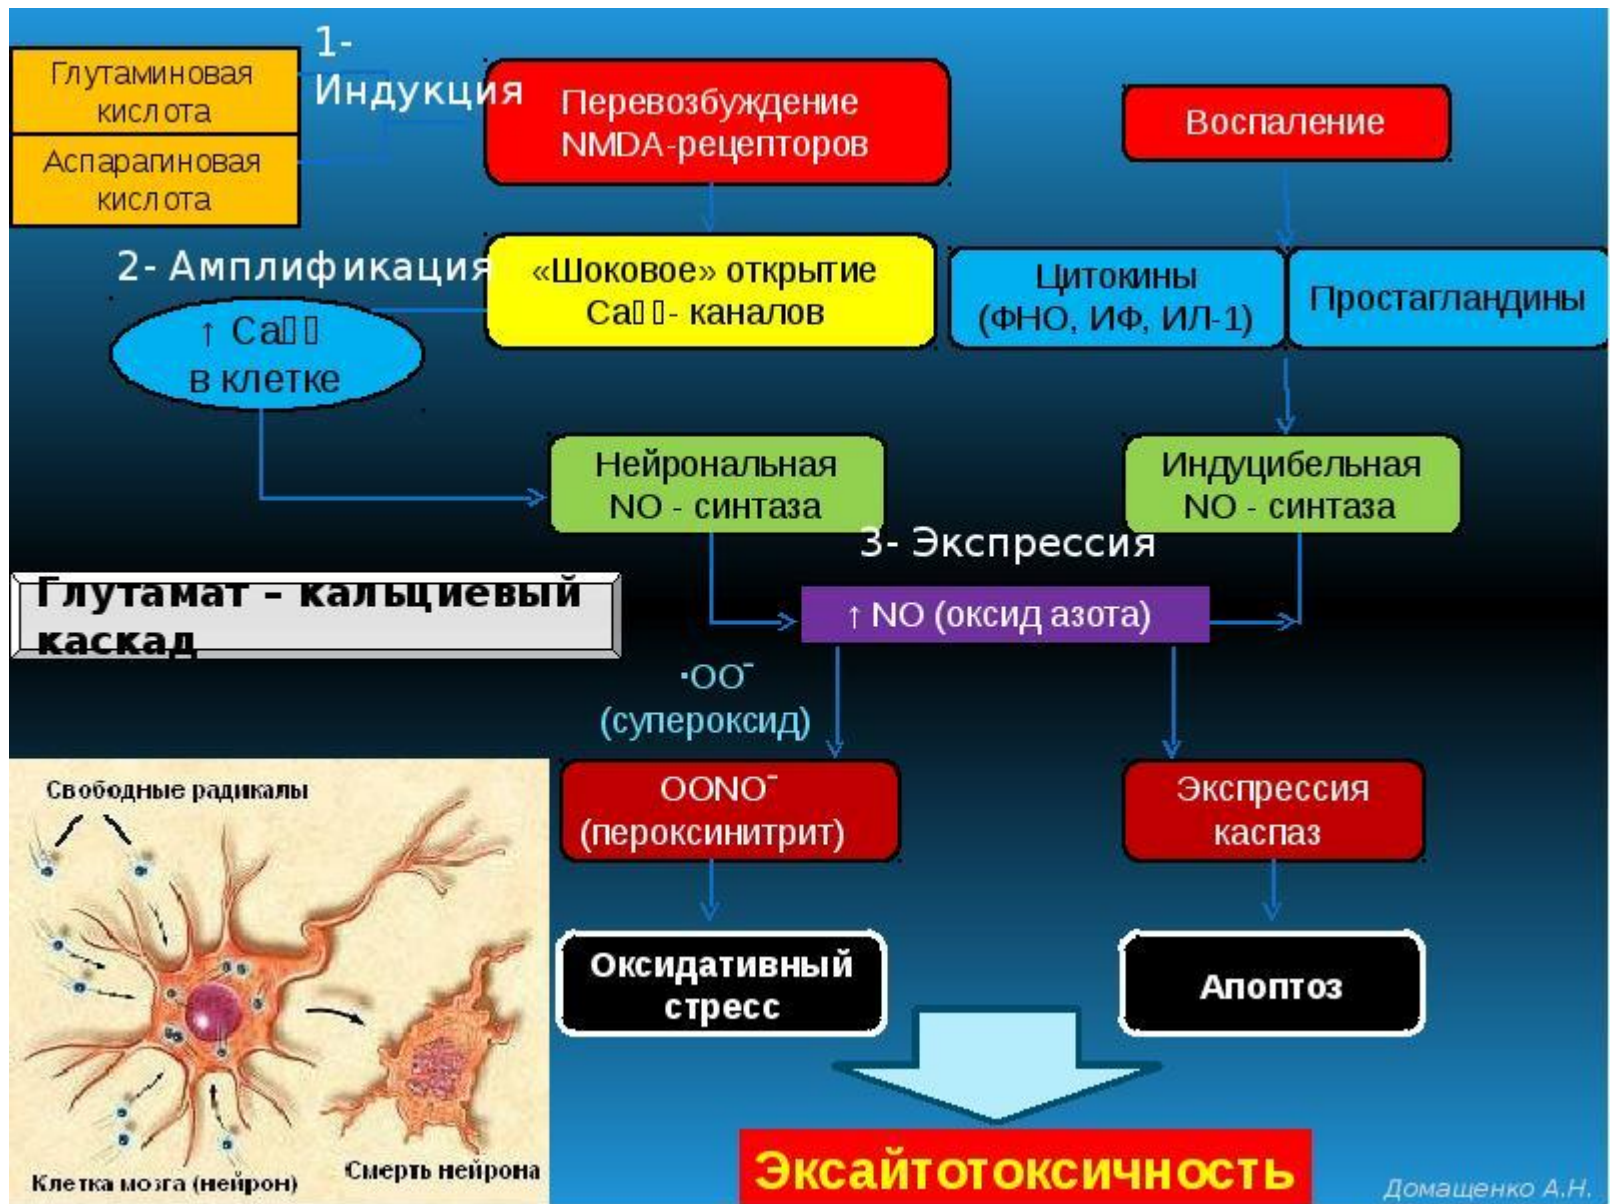 Глутаминовая
кислота
Аспарагиновая
кислота
1-
Индукция
Перевозбуждение
NMDA-рецепторов
Воспаление
2- Амплификация
«Шоковое» открытие
Ca▯▯- каналов
Цитокины
(ФНО, ИФ, ИЛ-1)
Простагландины
↑ Ca▯▯
в клетке
Нейрональная
NO - синтаза
Индуцибельная
NO - синтаза
3- Экспрессия
Глутамат – кальциевый
каскад
↑ NO (оксид азота)
·OO⁻
(супероксид)
OONO⁻
(пероксинитрит)
Экспрессия
каспаз
Оксидативный
стресс
Апоптоз
Свободные радикалы
Клетка мозга (нейрон)
Смерть нейрона
Эксайтотоксичность
Домащенко А.Н.